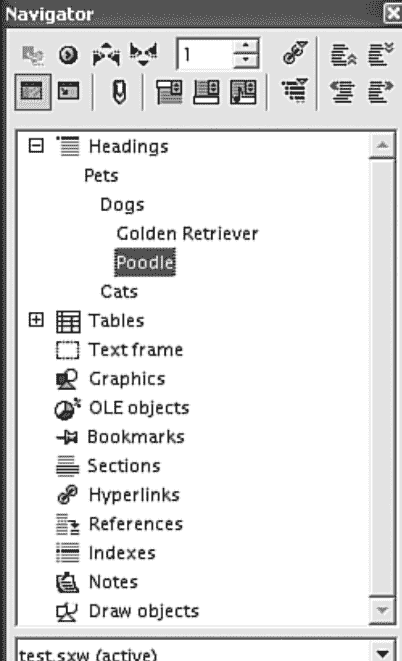 Navigator
1
Headings
Pets
Dogs
Golden Retriever
Poodle
Cats
Tables
Text frame
Graphics
OLE objects
Bookmarks
Sections
Hyperlinks
References
Indexes
Notes
Draw objects
test.sxw (active)